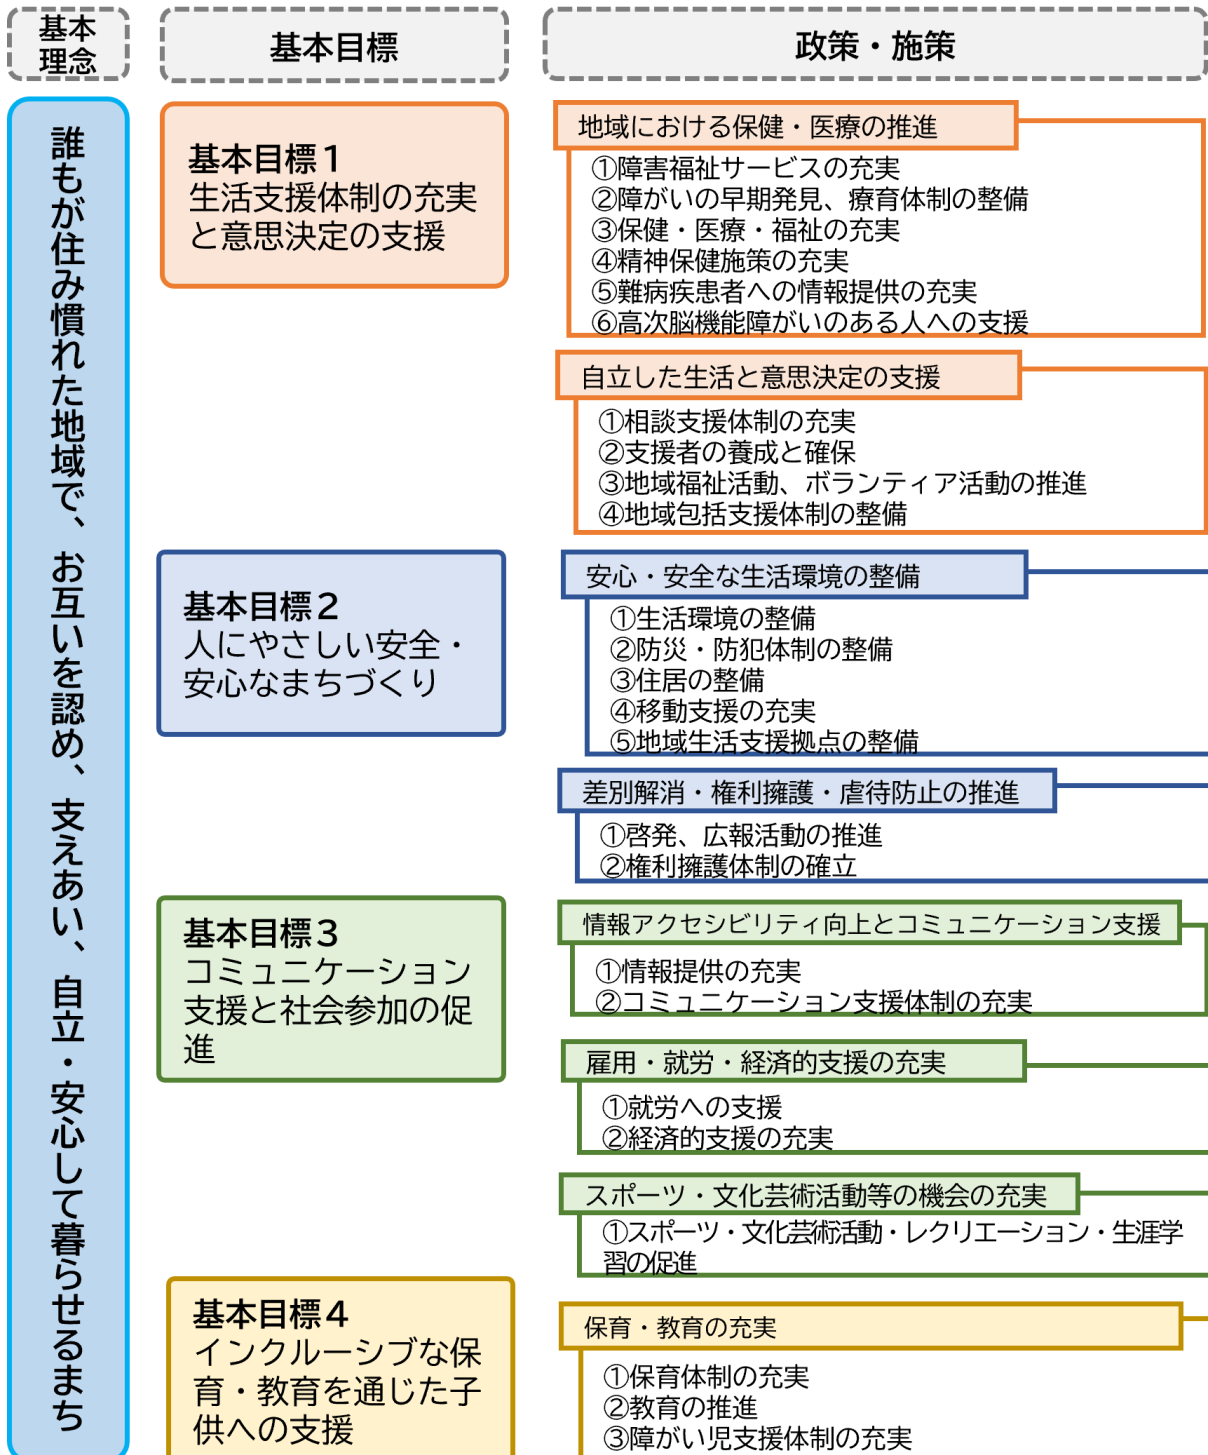 基本
理念
基本目標
政策・施策
誰もが住み慣れた地域で、お互いを認め、支えあい、自立・安心して暮らせるまち
基本目標１
生活支援体制の充実
と意思決定の支援
地域における保健・医療の推進
①障害福祉サービスの充実
②障がいの早期発見、療育体制の整備
③保健・医療・福祉の充実
④精神保健施策の充実
⑤難病疾患者への情報提供の充実
⑥高次脳機能障がいのある人への支援
自立した生活と意思決定の支援
①相談支援体制の充実
②支援者の養成と確保
③地域福祉活動、ボランティア活動の推進
④地域包括支援体制の整備
基本目標２
人にやさしい安全・
安心なまちづくり
安心・安全な生活環境の整備
①生活環境の整備
②防災・防犯体制の整備
③住居の整備
④移動支援の充実
⑤地域生活支援拠点の整備
差別解消・権利擁護・虐待防止の推進
①啓発、広報活動の推進
②権利擁護体制の確立
基本目標３
コミュニケーション
支援と社会参加の促
進
情報アクセシビリティ向上とコミュニケーション支援
①情報提供の充実
②コミュニケーション支援体制の充実
雇用・就労・経済的支援の充実
①就労への支援
②経済的支援の充実
スポーツ・文化芸術活動等の機会の充実
①スポーツ・文化芸術活動・レクリエーション・生涯学
習の促進
基本目標４
インクルーシブな保
育・教育を通じた子
供への支援
保育・教育の充実
①保育体制の充実
②教育の推進
③障がい児支援体制の充実